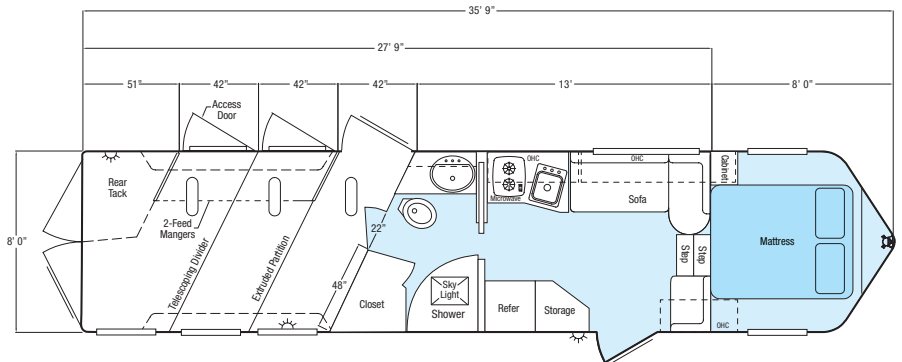 35' 9"
27' 9"
51" 42" 42" 42" 13' 8' 0"
Access
Door
8' 0"
Rear
Tack
2-Feed
Mangers
Telescoping Divider
Extruded Partition
22"
48"
Closet
Sky
Light
Shower
Microwave
OHC
Refer
Storage
OHC
Sofa
Step
Step
OHC
Cabinet
Mattress